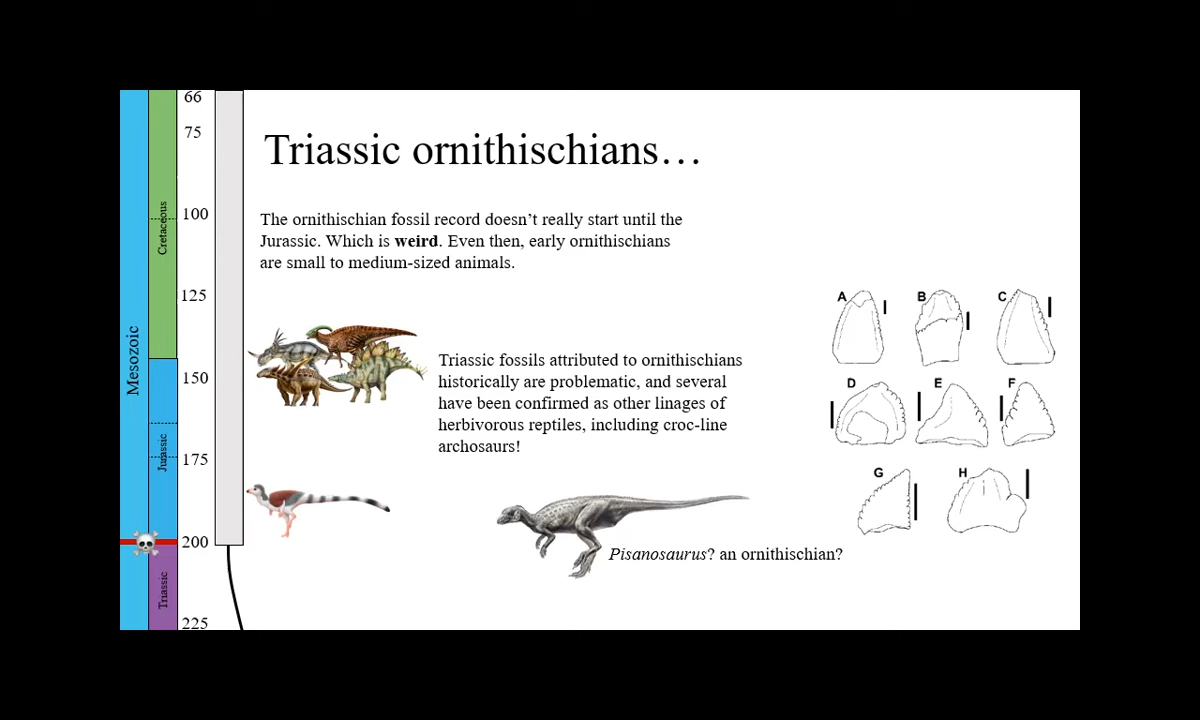 66
75
100
125
150
175
200
225
Mesozoic
Cretaceous
Jurassic
Triassic
Triassic ornithischians…
The ornithischian fossil record doesn’t really start until the
Jurassic. Which is weird. Even then, early ornithischians
are small to medium-sized animals.
Triassic fossils attributed to ornithischians
historically are problematic, and several
have been confirmed as other linages of
herbivorous reptiles, including croc-line
archosaurs!
Pisanosaurus? an ornithischian?
A B C
D E F
G H